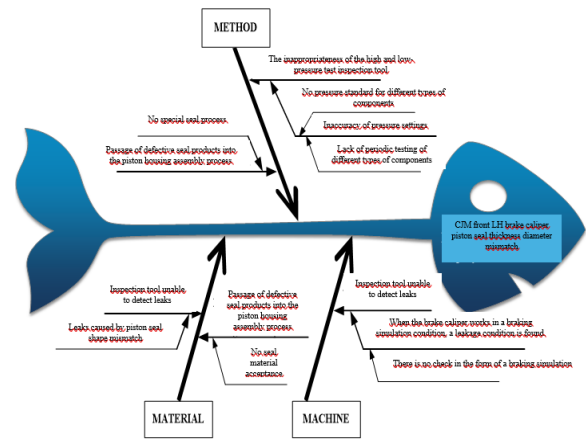 METHOD
The inappropriateness of the high and low-
pressure test inspection tool.
No pressure standard for different types of
components
No special seal process.
Inaccuracy of pressure settings.
Passage of defective seal products into
the piston housing assembly process.
Lack of periodic testing of
different types of components
CJM front LH brake caliper
piston seal thickness diameter
mismatch
Inspection tool unable
to detect leaks
Leaks caused by piston seal
shape mismatch
Passage of defective
seal products into the
piston housing
assembly process
No seal
material
acceptance
Inspection tool unable
to detect leaks
When the brake caliper works in a braking
simulation condition, a leakage condition is found.
There is no check in the form of a braking simulation
MATERIAL
MACHINE